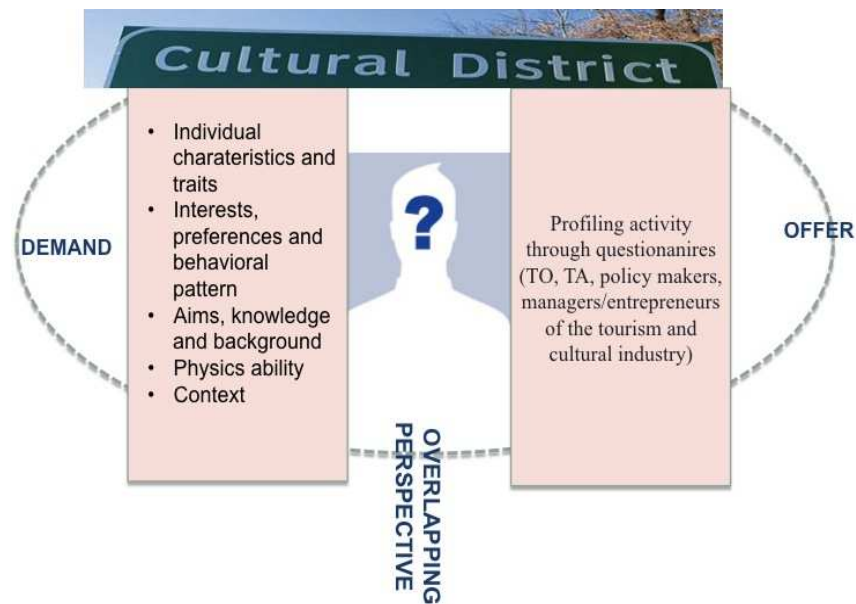 Cultural District
• Individual
charateristics and
traits
• Interests,
preferences and
behavioral
pattern
• Aims, knowledge
and background
• Physics ability
• Context
DEMAND
?
Profiling activity
through questionanires
(TO, TA, policy makers,
managers/entrepreneurs
of the tourism and
cultural industry)
OFFER
OVERLAPPING
PERSPECTIVE